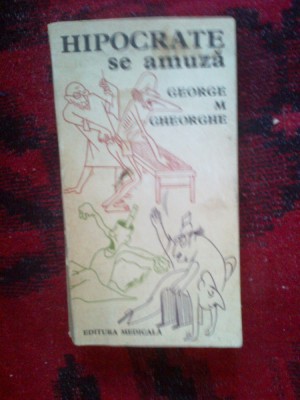 HIPOCRATE
se amuză
GEORGE
M
GHEORGHE
EDITURA MEDICALĂ